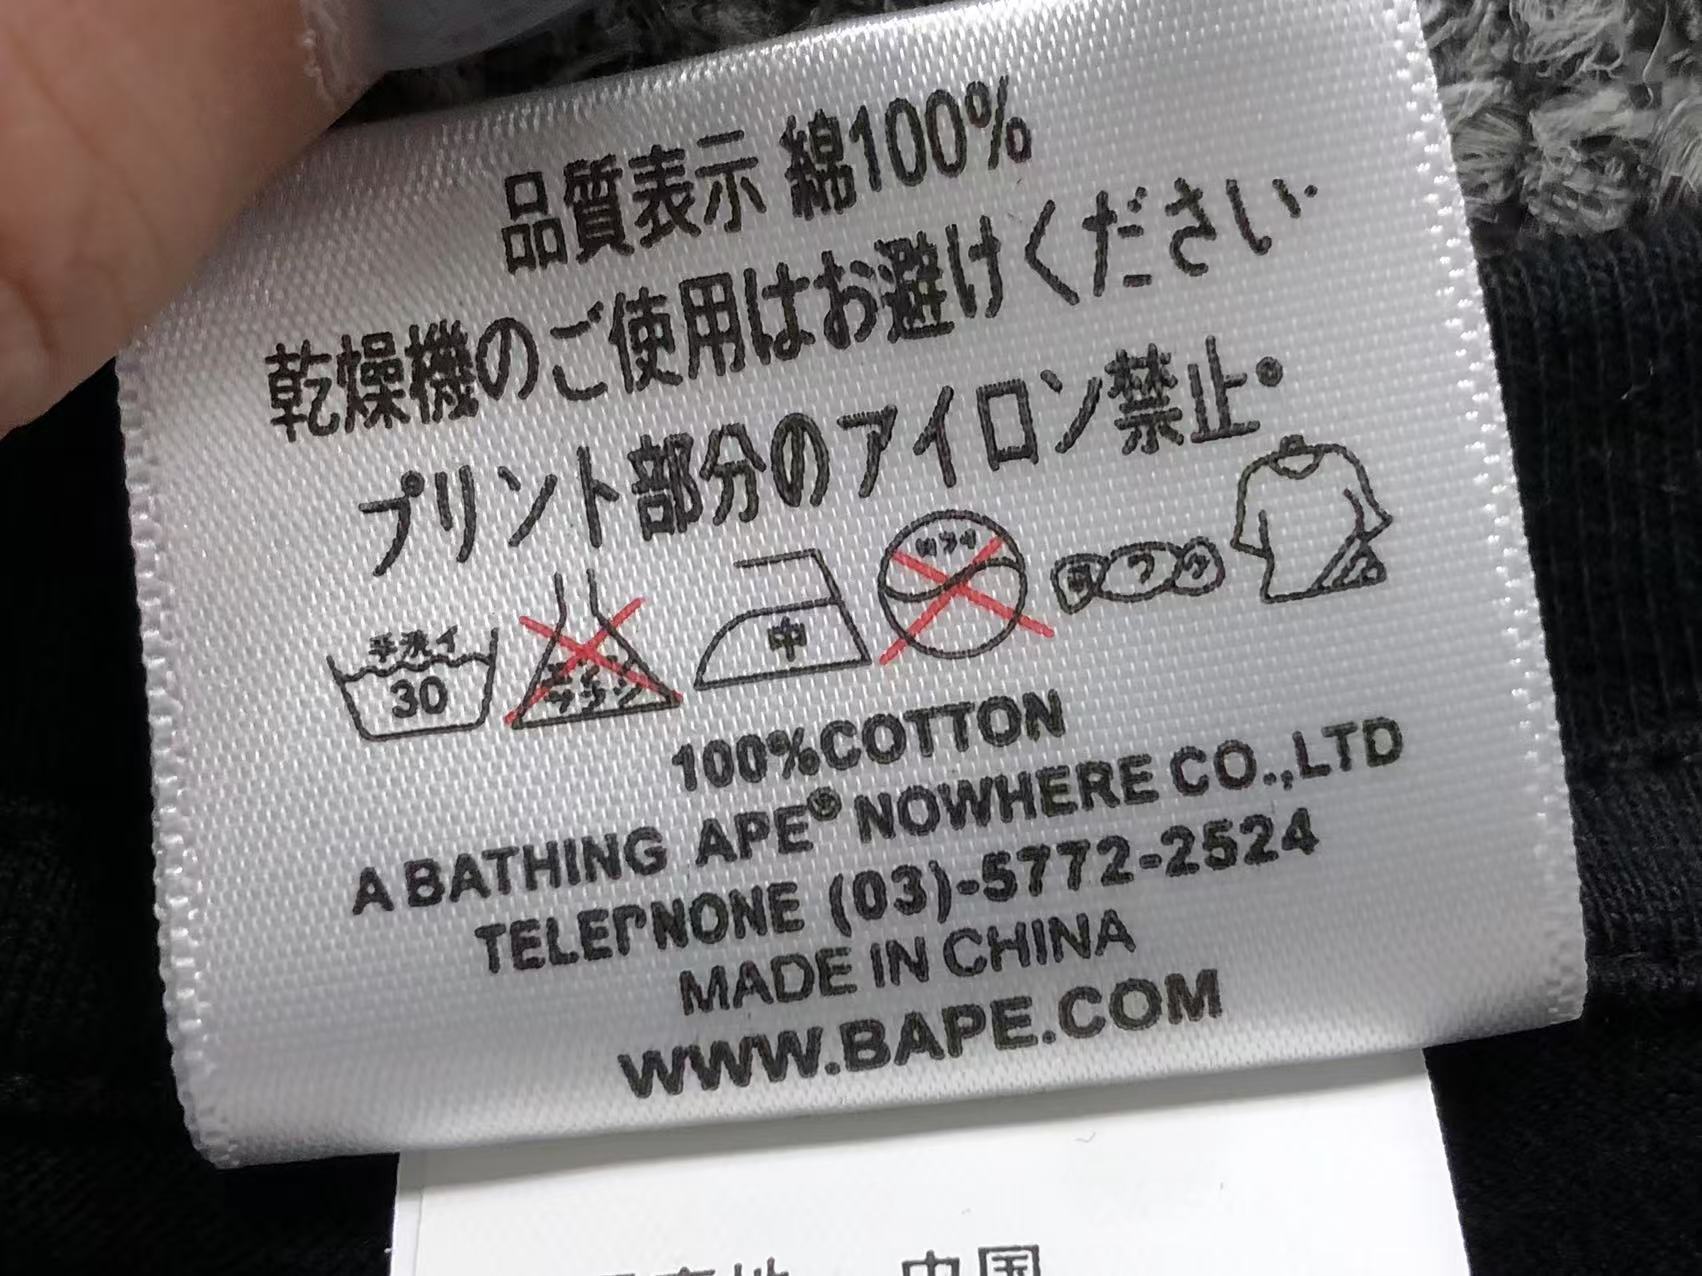 品質表示 綿100%
乾燥機のご使用はお避けください.
プリント部分のアイロン禁止。
手洗イ
30
中
100%COTTON
A BATHING APE® NOWHERE CO.,LTD
TELEPNONE (03)-5772-2524
MADE IN CHINA
WWW.BAPE.COM
中国